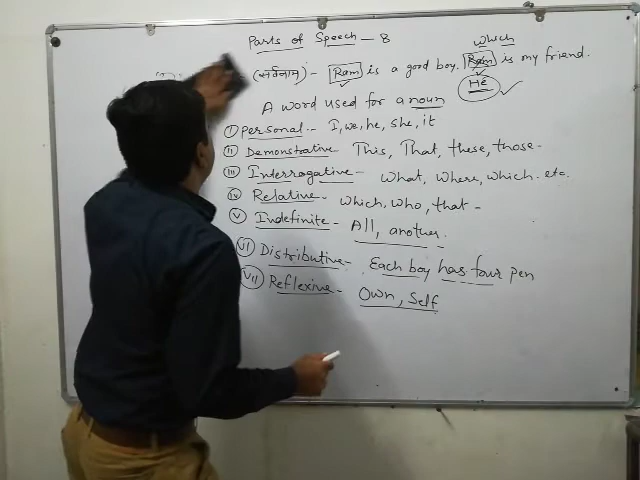 Parts of Speech - 8
which
(सर्वनाम) - Ram is a good boy. Ram is my friend.
He
A word used for a noun
(i) Personal - I, we, he, she, it
(ii) Demonstrative - This, That, these, those -
(iii) Interrogative - What, Where, which. etc.
(iv) Relative - Which, Who, that -
(v) Indefinite - All, another.
(vi) Distributive - Each boy has four pen
(vii) Reflexive - Own, Self